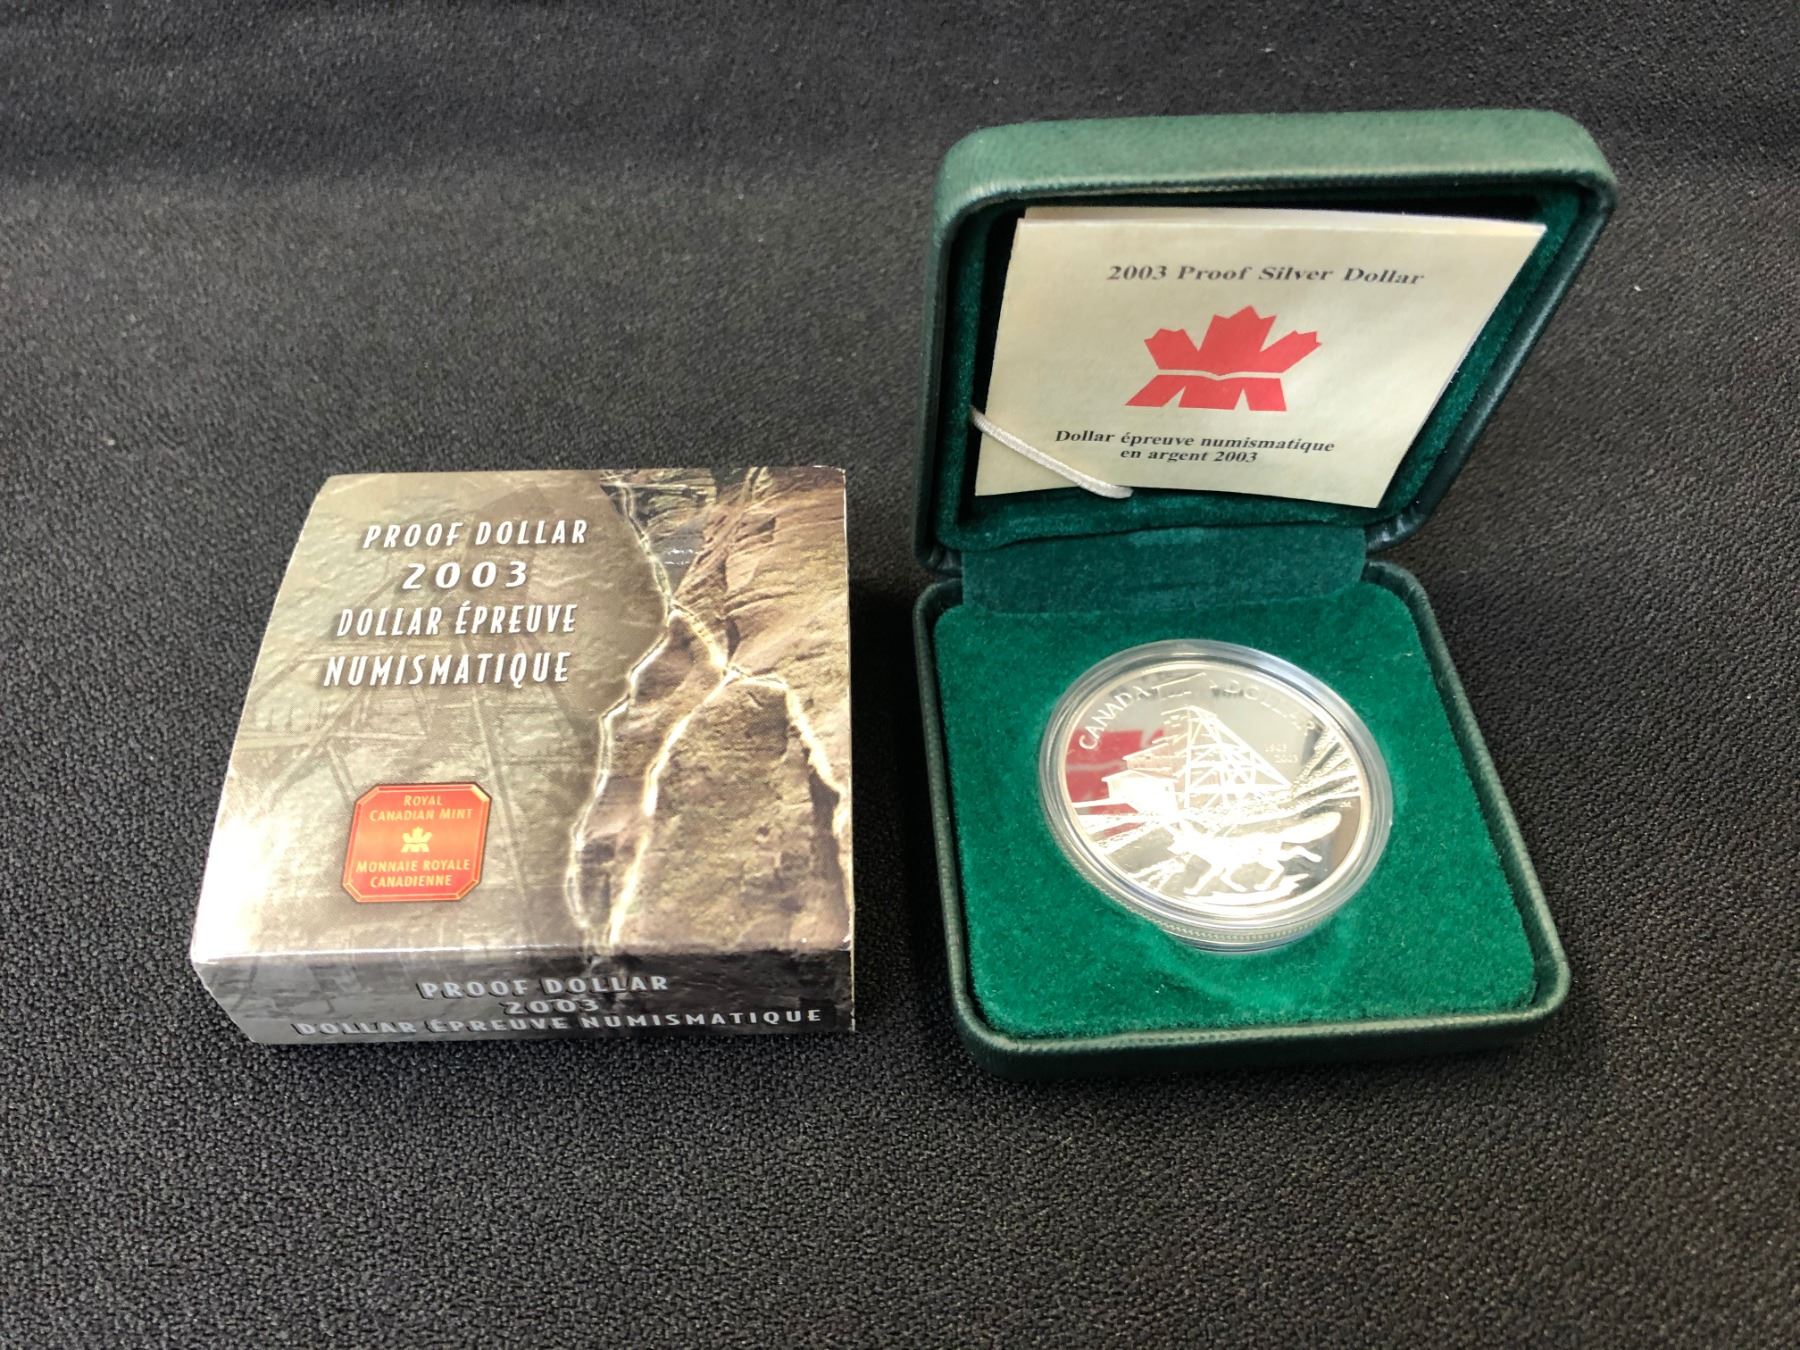 PROOF DOLLAR
2003
DOLLAR ÉPREUVE
NUMISMATIQUE
ROYAL
CANADIAN MINT
MONNAIE ROYALE
CANADIENNE
PROOF DOLLAR
2003
DOLLAR ÉPREUVE NUMISMATIQUE
2003 Proof Silver Dollar
Dollar épreuve numismatique
en argent 2003
CANADA DOLLAR
2003